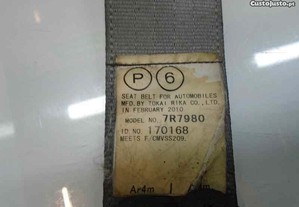 CustoJusto.pt
P 6
SEAT BELT FOR AUTOMOBILES
MFD. BY TOKAI RIKA CO., LTD.
IN FEBRUARY 2010
MODEL NO. 7R7980
ID NO. 170168
MEETS F/CMVSS209,
Ar4m